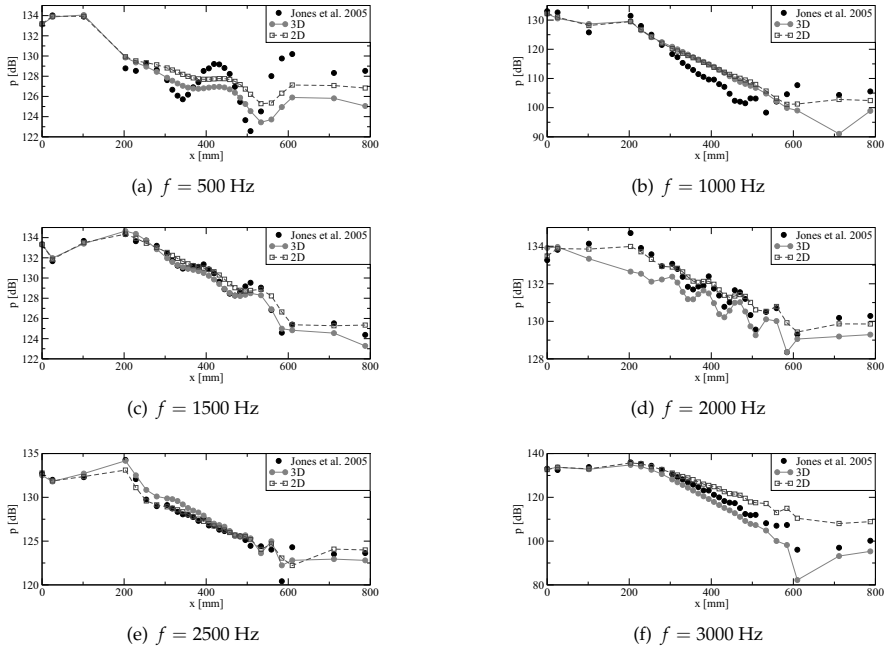 p [dB]
134
132
130
128
126
124
122
0
200
400
600
800
x [mm]
Jones et al. 2005
3D
2D
(a) f = 500 Hz
p [dB]
130
120
110
100
90
0
200
400
600
800
x [mm]
Jones et al. 2005
3D
2D
(b) f = 1000 Hz
p [dB]
134
132
130
128
126
124
122
0
200
400
600
800
x [mm]
Jones et al. 2005
3D
2D
(c) f = 1500 Hz
p [dB]
134
132
130
128
0
200
400
600
800
x [mm]
Jones et al. 2005
3D
2D
(d) f = 2000 Hz
p [dB]
135
130
125
120
0
200
400
600
800
x [mm]
Jones et al. 2005
3D
2D
(e) f = 2500 Hz
p [dB]
140
120
100
80
0
200
400
600
800
x [mm]
Jones et al. 2005
3D
2D
(f) f = 3000 Hz